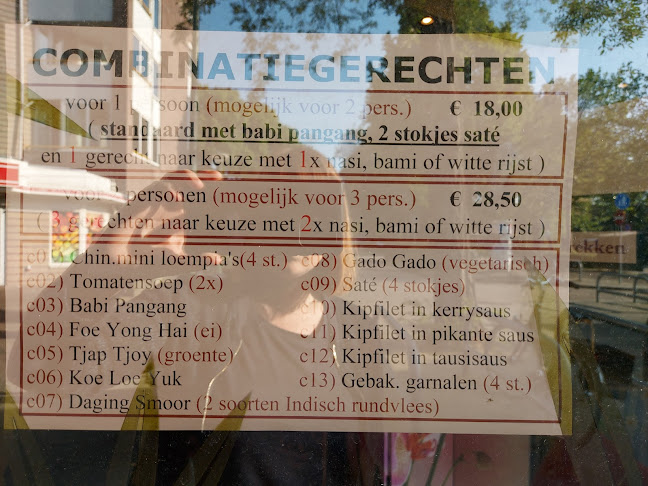 COMBINATIEGERECHTEN
voor 1 persoon (mogelijk voor 2 pers.) € 18,00
( standaard met babi pangang, 2 stokjes saté
en 1 gerecht naar keuze met 1x nasi, bami of witte rijst )
voor personen (mogelijk voor 3 pers.) € 28,50
( 3 gerechten naar keuze met 2x nasi, bami of witte rijst )
c01) Chin.mini loempia's(4 st.)
c02) Tomatensoep (2x)
c03) Babi Pangang
c04) Foe Yong Hai (ei)
c05) Tjap Tjoy (groente)
c06) Koe Loe Yuk
c07) Daging Smoor (2 soorten Indisch rundvlees)
c08) Gado Gado (vegetarisch)
c09) Saté (4 stokjes)
c10) Kipfilet in kerrysaus
c11) Kipfilet in pikante saus
c12) Kipfilet in tausisaus
c13) Gebak. garnalen (4 st.)